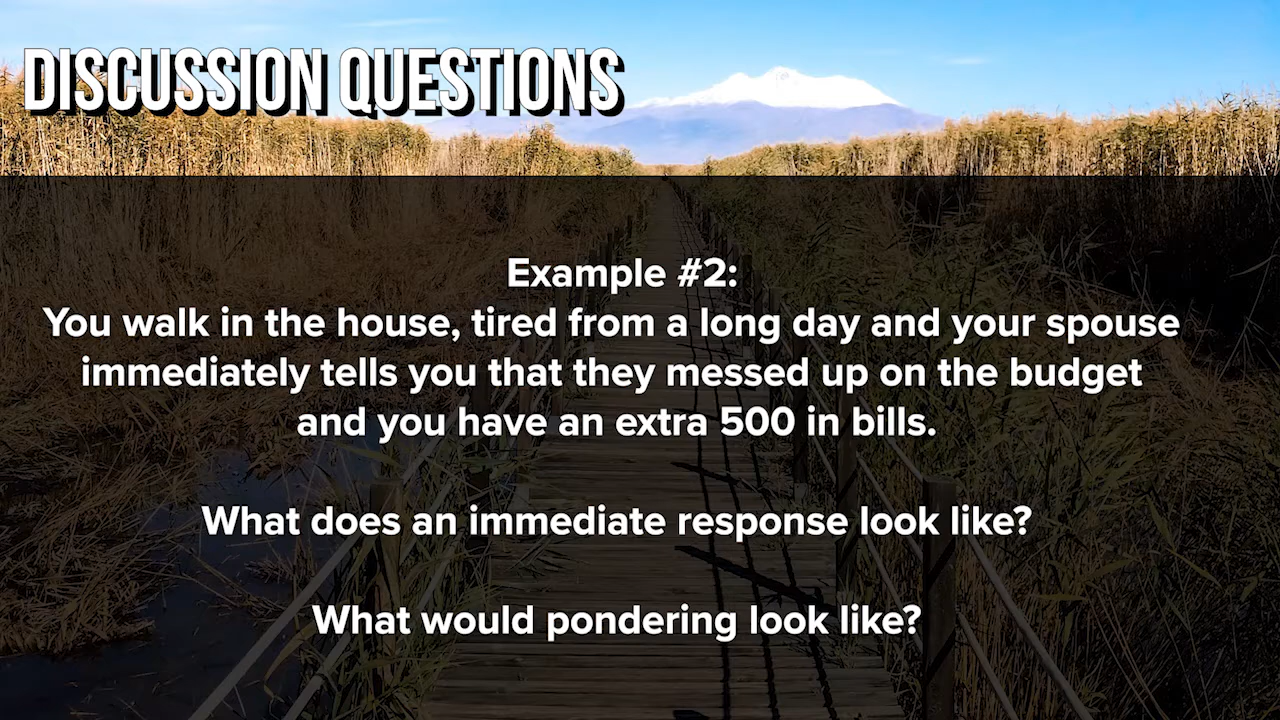 DISCUSSION QUESTIONS
Example #2:
You walk in the house, tired from a long day and your spouse
immediately tells you that they messed up on the budget
and you have an extra 500 in bills.
What does an immediate response look like?
What would pondering look like?